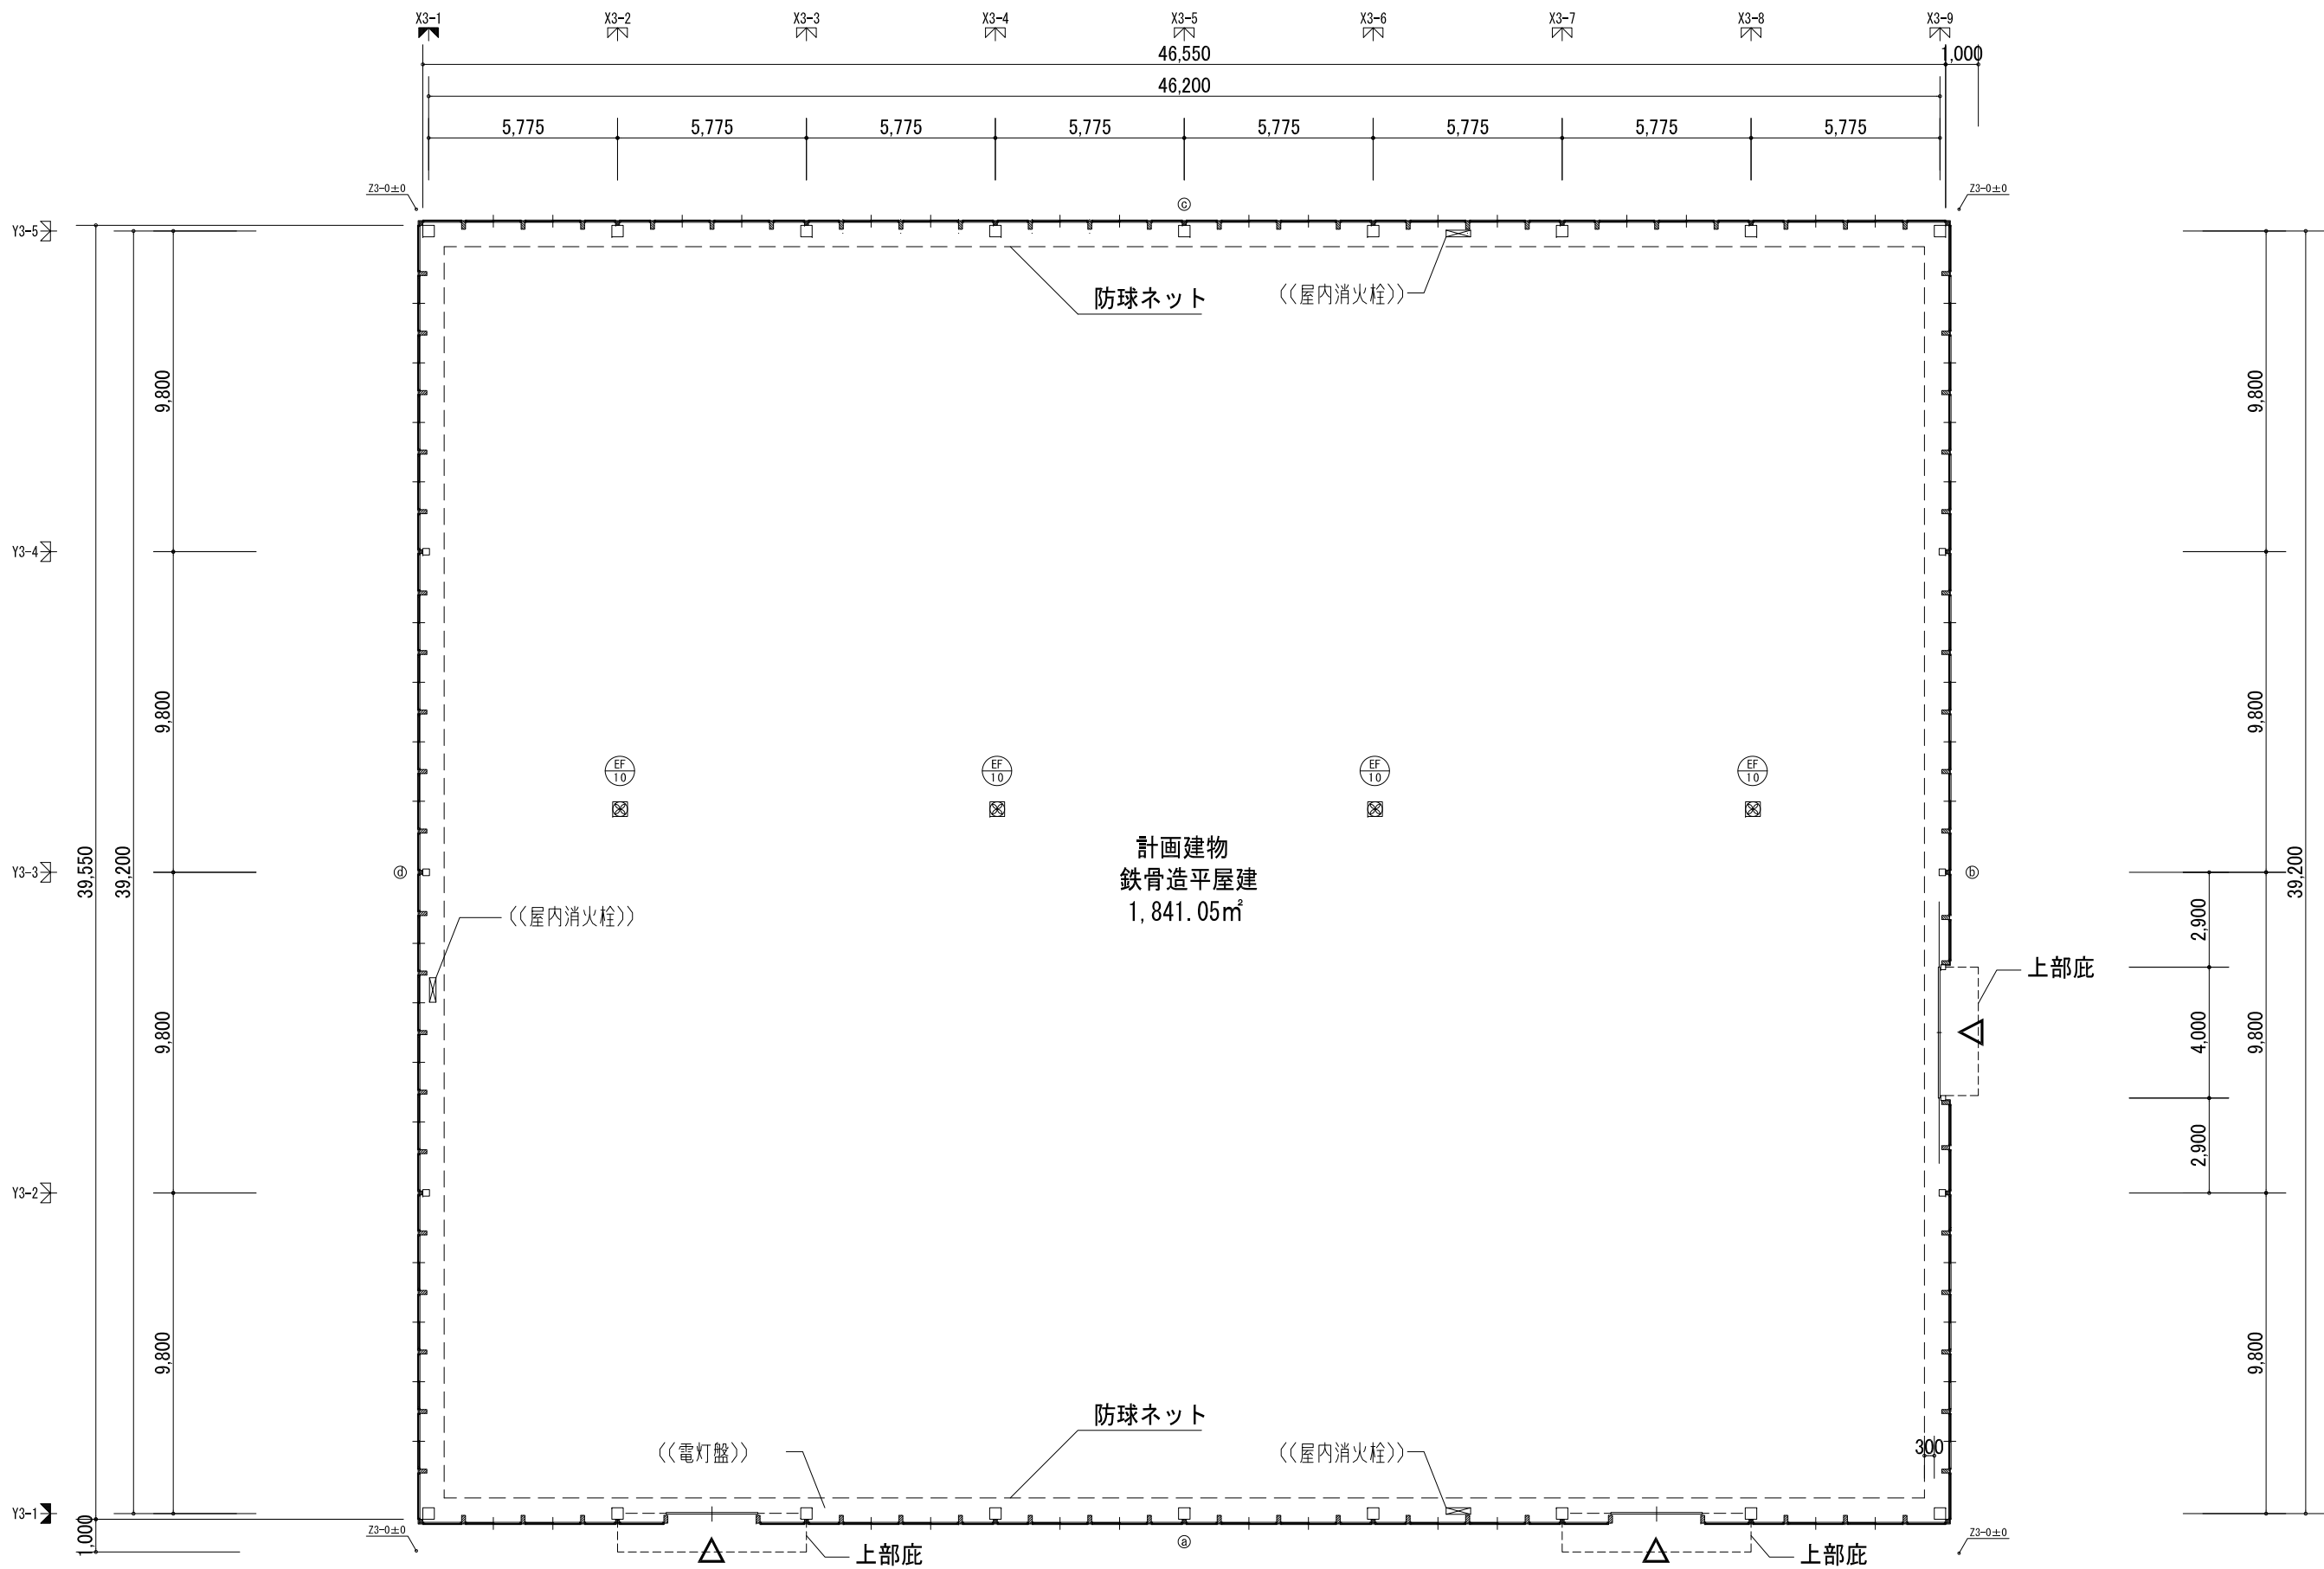 X3-1 X3-2 X3-3 X3-4 X3-5 X3-6 X3-7 X3-8 X3-9
46,550 1,000
46,200
5,775 5,775 5,775 5,775 5,775 5,775 5,775 5,775
Z3-0±0 Z3-0±0
ⓒ
Y3-5
防球ネット
((屋内消火栓))
9,800 9,800
Y3-4
9,800 9,800
EF
10
EF
10
EF
10
EF
10
計画建物
鉄骨造平屋建
1,841.05㎡
39,550
39,200
Y3-3
ⓓ
ⓑ
39,200
((屋内消火栓))
2,900
上部庇
9,800
4,000
9,800
2,900
Y3-2
9,800
9,800
防球ネット
((電灯盤))
((屋内消火栓))
300
Y3-1
1,000
Z3-0±0
Z3-0±0
ⓐ
上部庇
上部庇